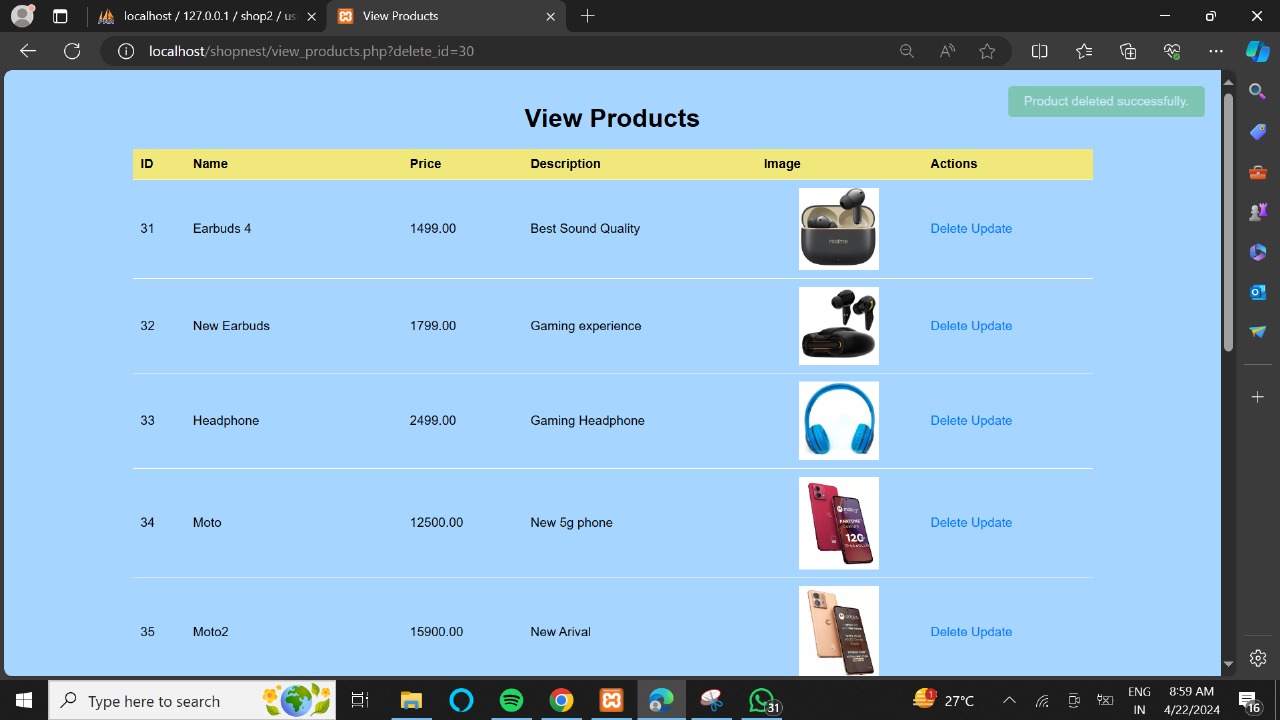 localhost / 127.0.0.1 / shop2 / us
View Products
localhost/shopnest/view_products.php?delete_id=30
Product deleted successfully.
View Products
ID Name Price Description Image Actions
31 Earbuds 4 1499.00 Best Sound Quality Delete Update
realme
32 New Earbuds 1799.00 Gaming experience Delete Update
33 Headphone 2499.00 Gaming Headphone Delete Update
34 Moto 12500.00 New 5g phone Delete Update
PANTONE
120
35 Moto2 15900.00 New Arival Delete Update
Type here to search
31
1
27°C
ENG
IN
8:59 AM
4/22/2024
16